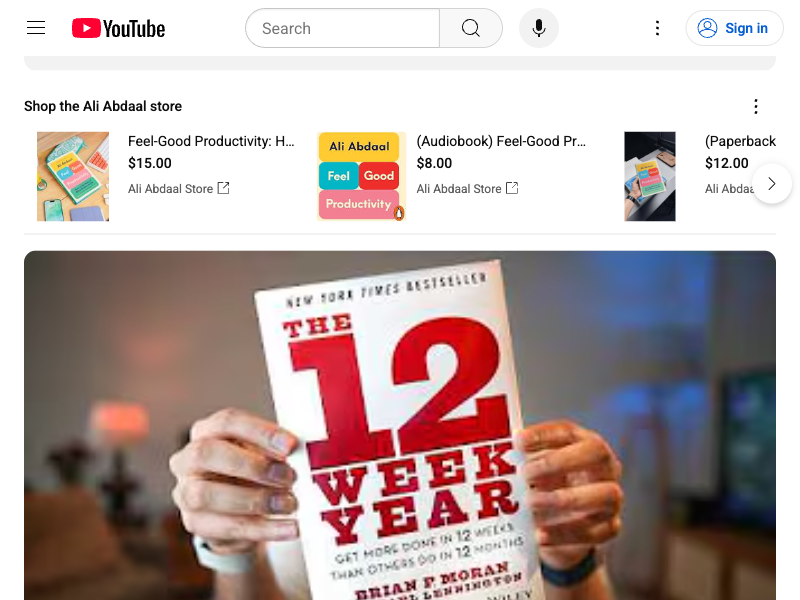 YouTube
Search
Sign in
Shop the Ali Abdaal store
Feel-Good Productivity: H...
$15.00
Ali Abdaal Store
Ali Abdaal
Feel Good
Productivity
(Audiobook) Feel-Good Pr...
$8.00
Ali Abdaal Store
(Paperback
$12.00
Ali Abdaa
NEW YORK TIMES BESTSELLER
THE
12
WEEK
YEAR
GET MORE DONE IN 12 WEEKS
THAN OTHERS DO IN 12 MONTHS
BRIAN P. MORAN
LENNINGTON
WILEY